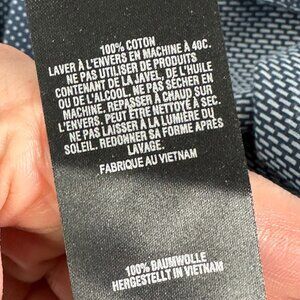 100% COTON
LAVER À L'ENVERS EN MACHINE À 40C.
NE PAS UTILISER DE PRODUITS
CONTENANT DE LA JAVEL, DE L'HUILE
OU DE L'ALCOOL. NE PAS SÉCHER EN
MACHINE. REPASSER À CHAUD SUR
L'ENVERS. PEUT ÊTRE NETTOYÉ À SEC.
NE PAS LAISSER À LA LUMIÈRE DU
SOLEIL. REDONNER SA FORME APRÈS
LAVAGE.
FABRIQUÉ AU VIETNAM
100% BAUMWOLLE
HERGESTELLT IN VIETNAM